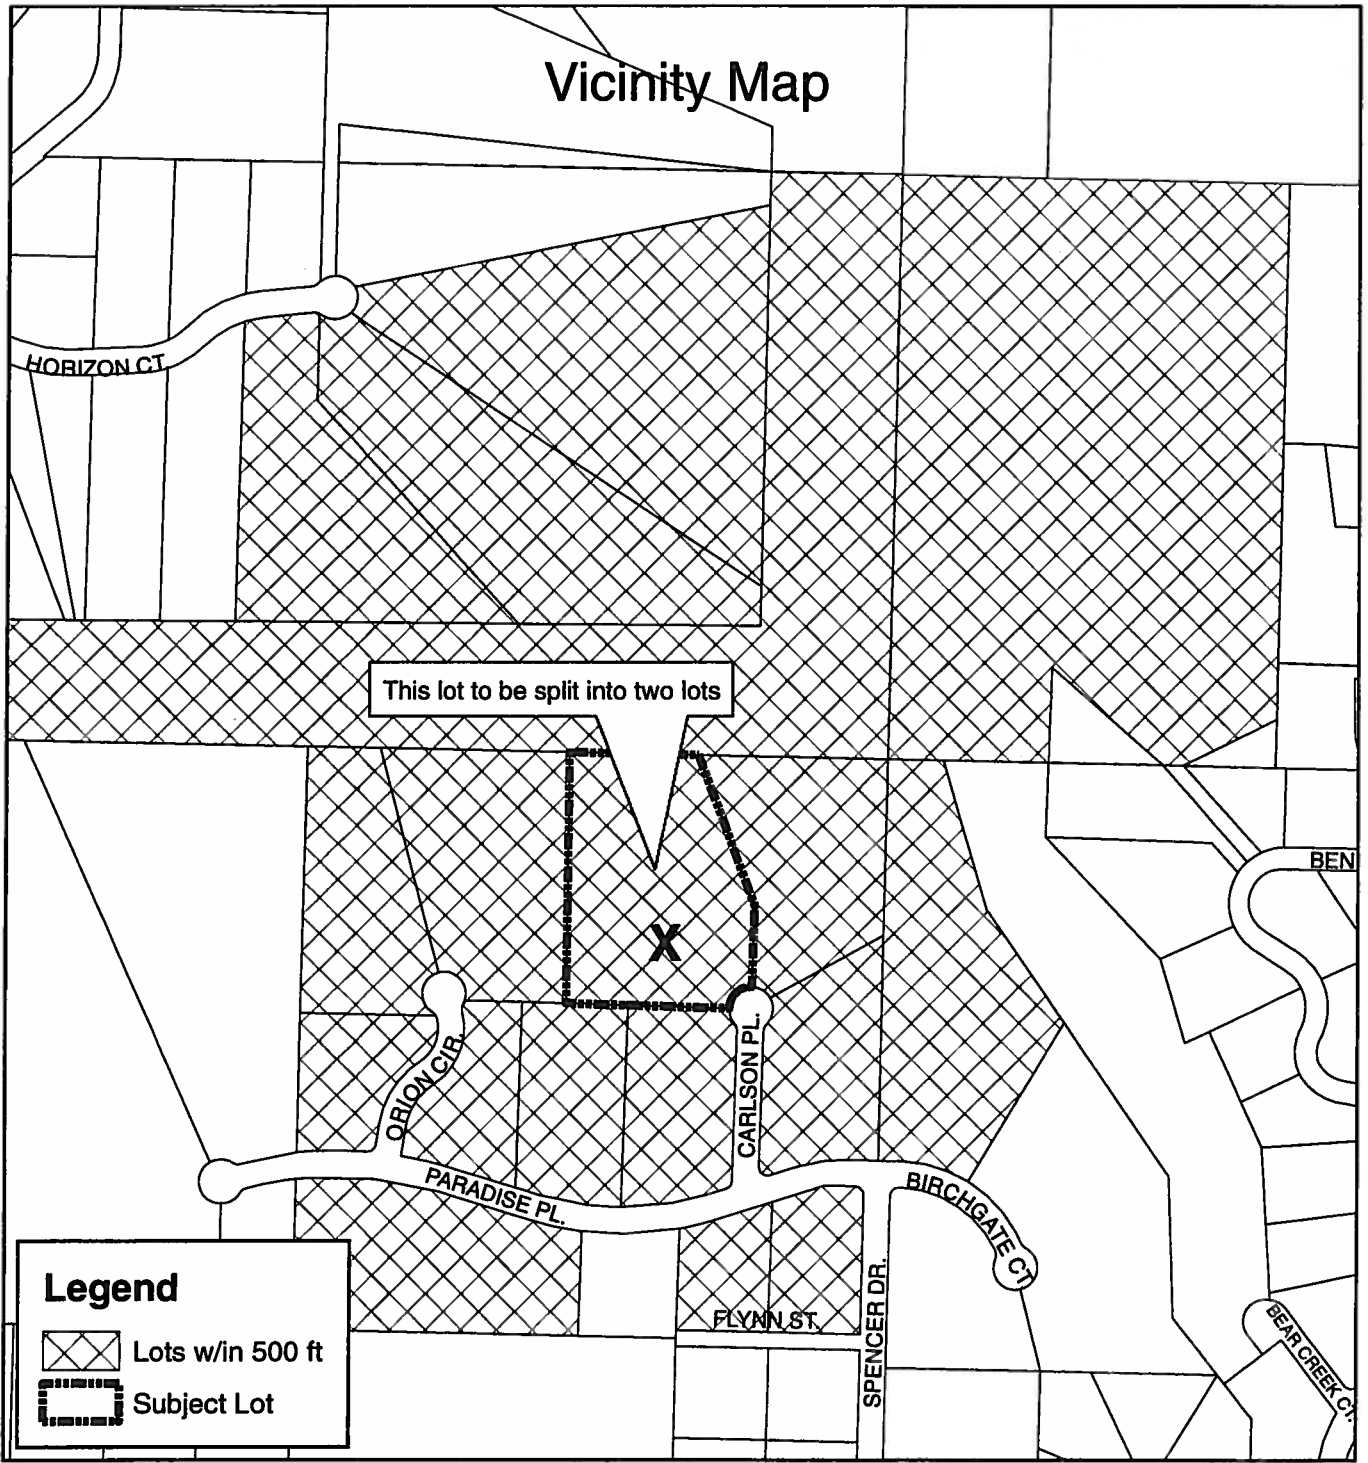 Vicinity Map
HORIZON CT
This lot to be split into two lots
BEN
X
ORION CIR.
CARLSON PL.
PARADISE PL.
BIRCHGATE CT
SPENCER DR.
FLYNN ST.
BEAR CREEK CT.
Legend
Lots w/in 500 ft
Subject Lot